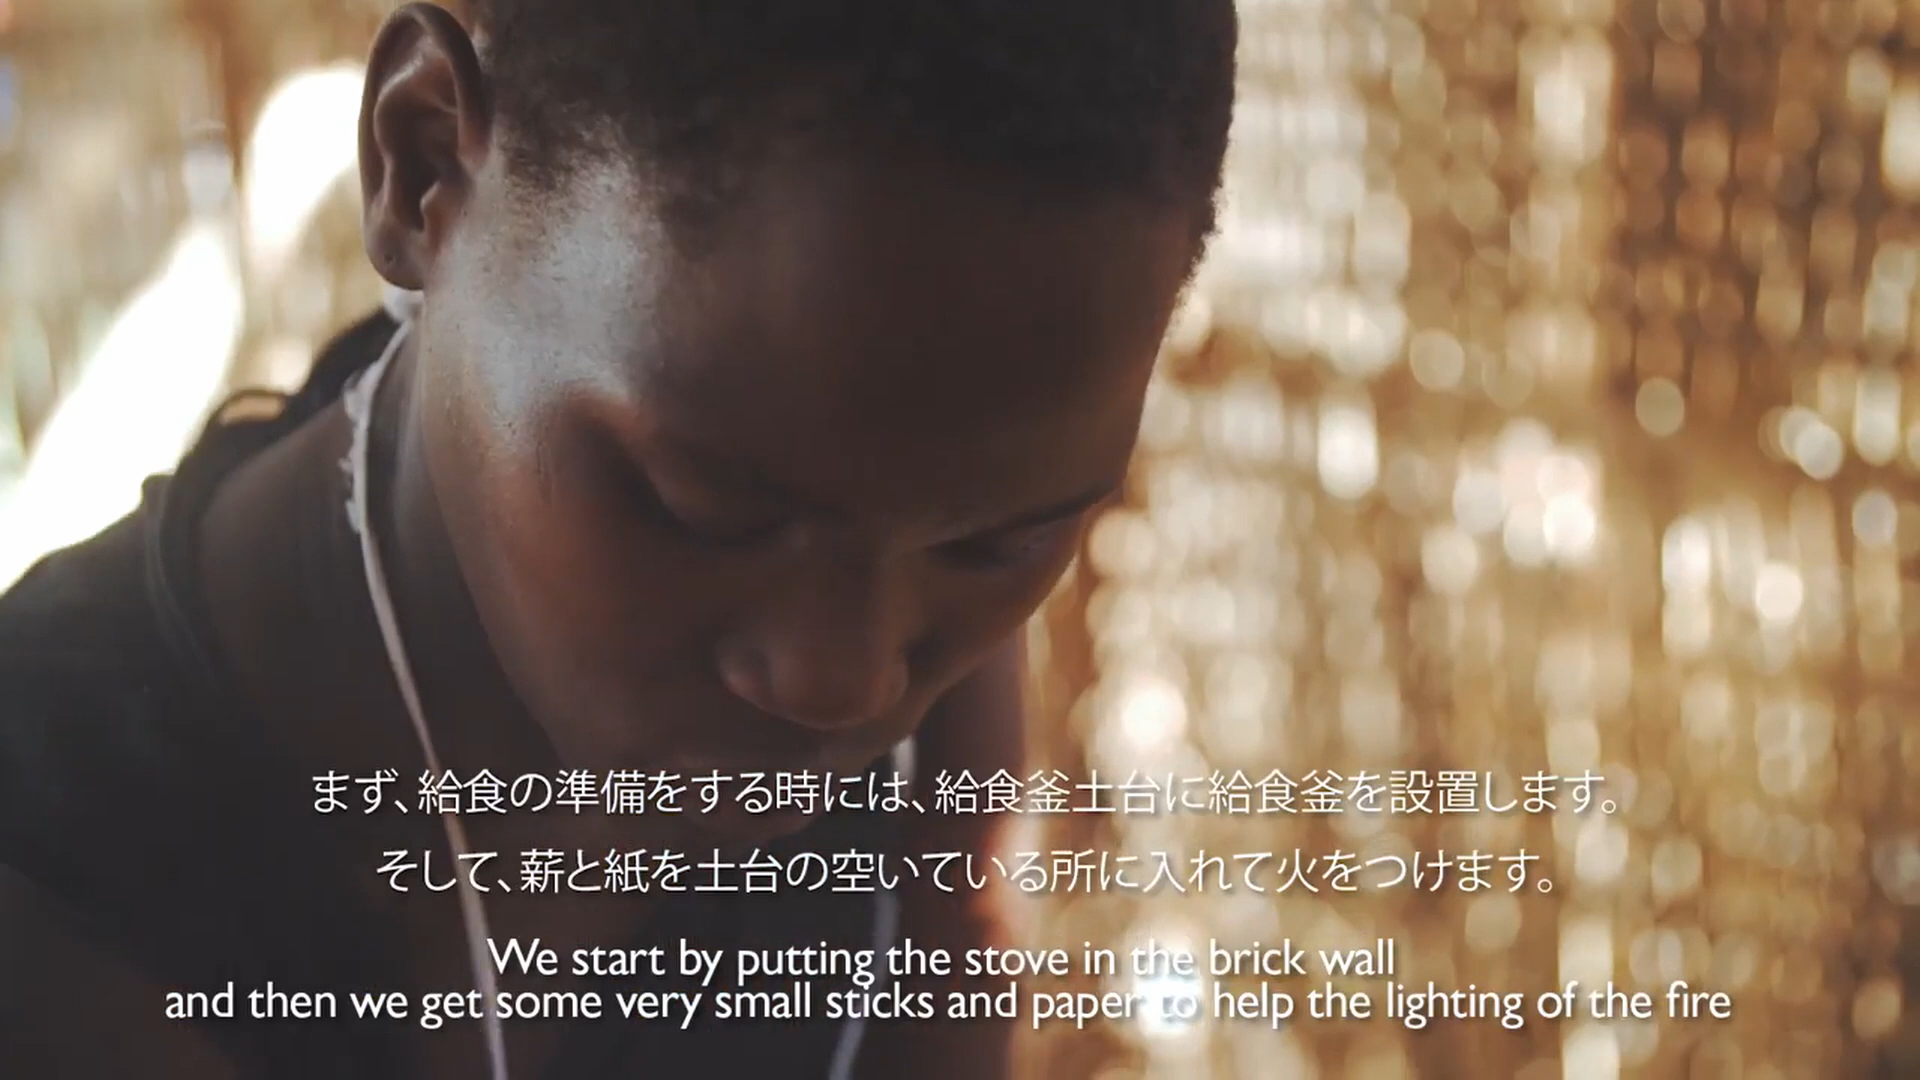 まず、給食の準備をする時には、給食釜土台に給食釜を設置します。
そして、薪と紙を土台の空いている所に入れて火をつけます。
We start by putting the stove in the brick wall
and then we get some very small sticks and paper to help the lighting of the fire